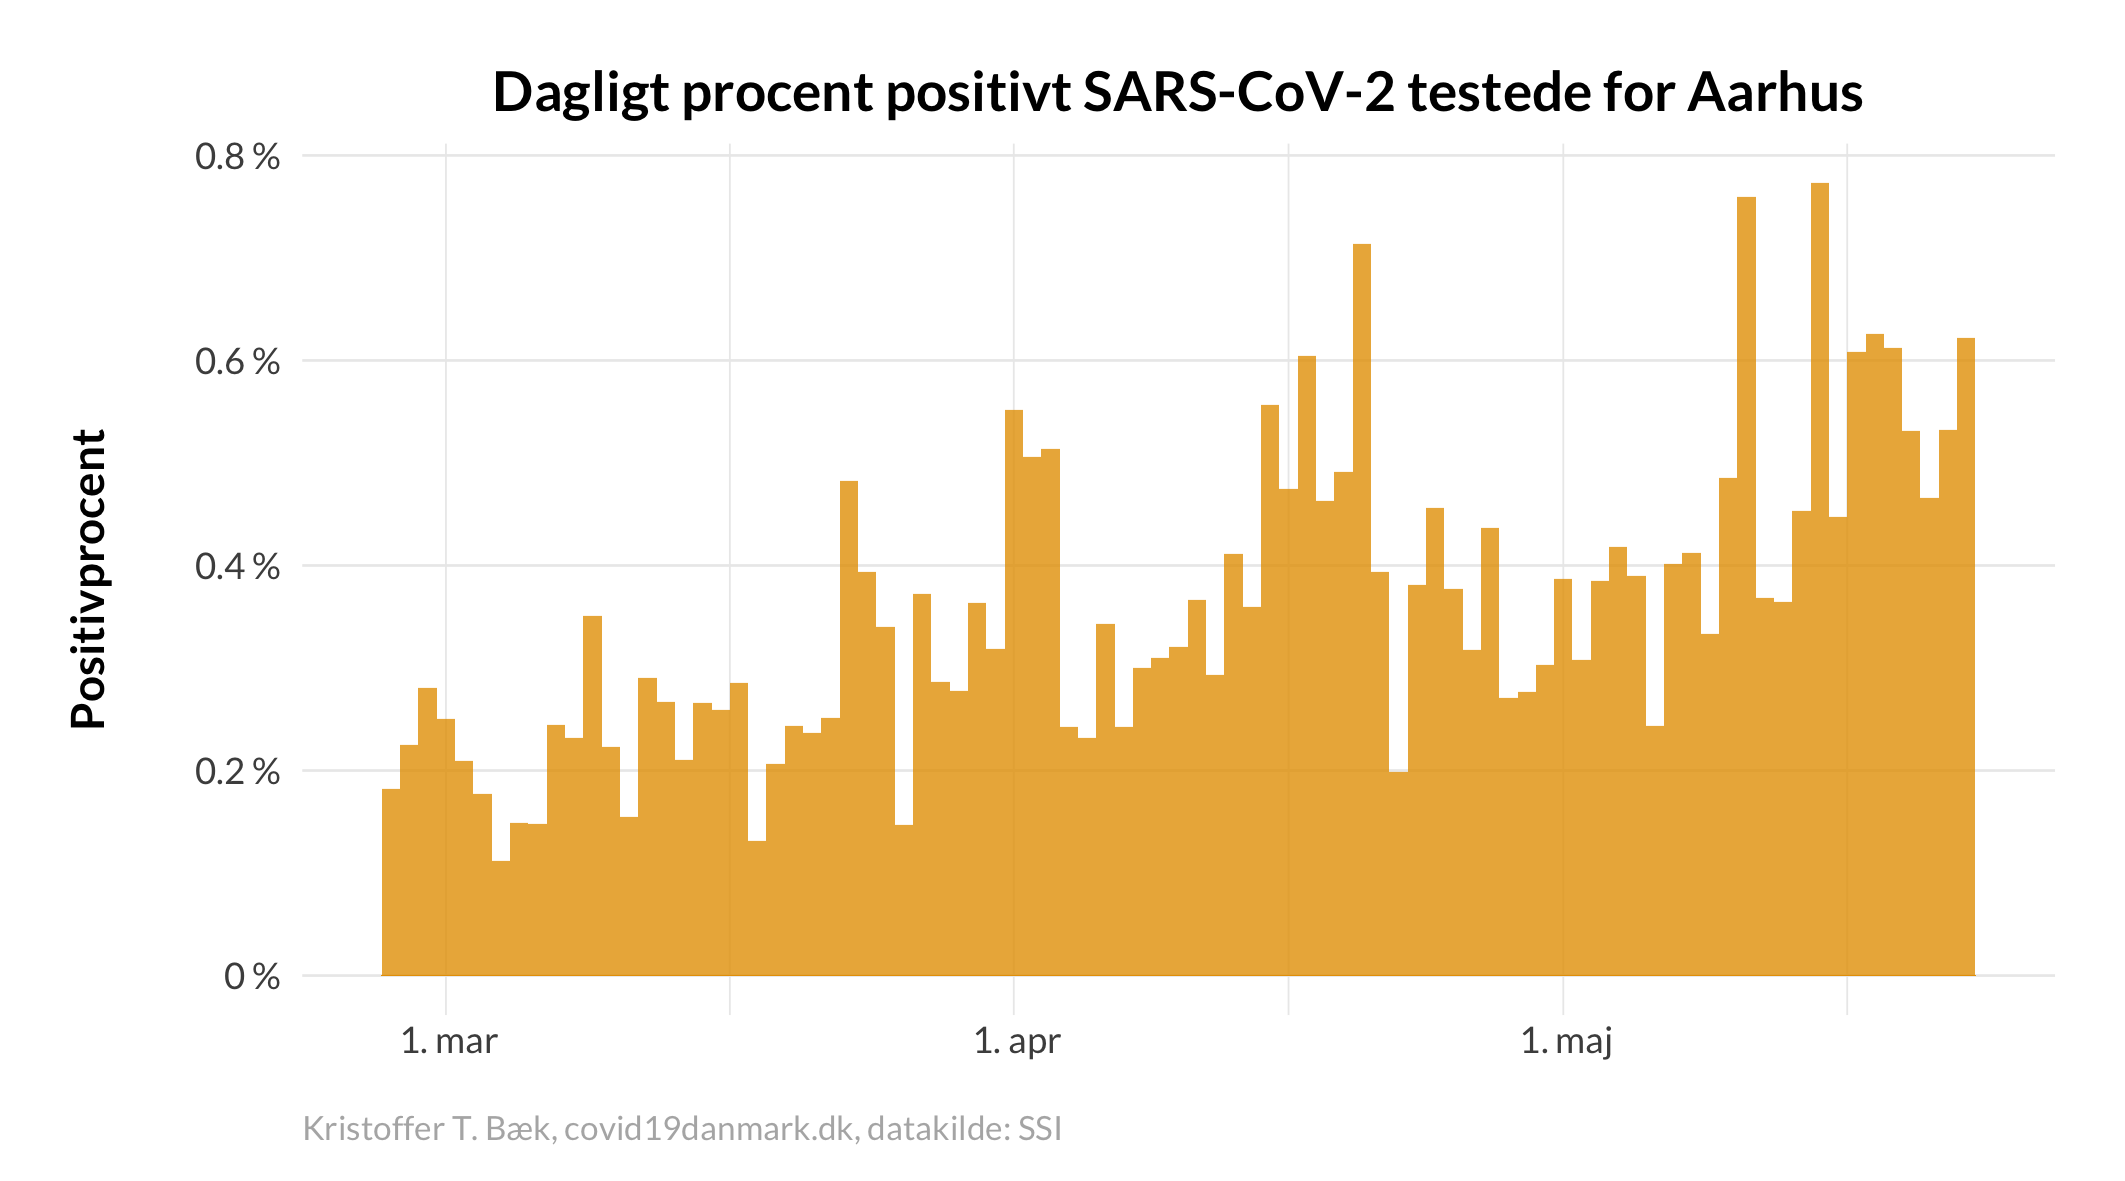 Dagligt procent positivt SARS-CoV-2 testede for Aarhus
0.8 %
0.6 %
0.4 %
0.2 %
0 %
Positivprocent
1. mar
1. apr
1. maj
Kristoffer T. Bæk, covid19danmark.dk, datakilde: SSI